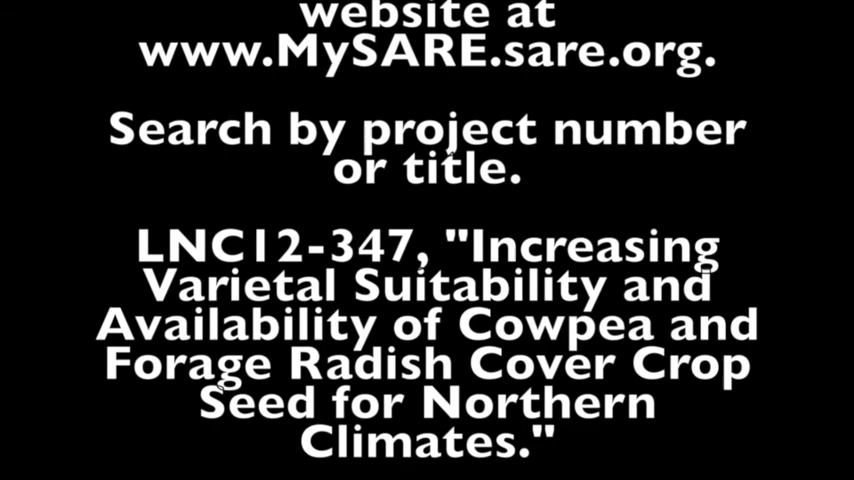 website at
www.MySARE.sare.org.
Search by project number
or title.
LNC12-347, "Increasing
Varietal Suitability and
Availability of Cowpea and
Forage Radish Cover Crop
Seed for Northern
Climates."